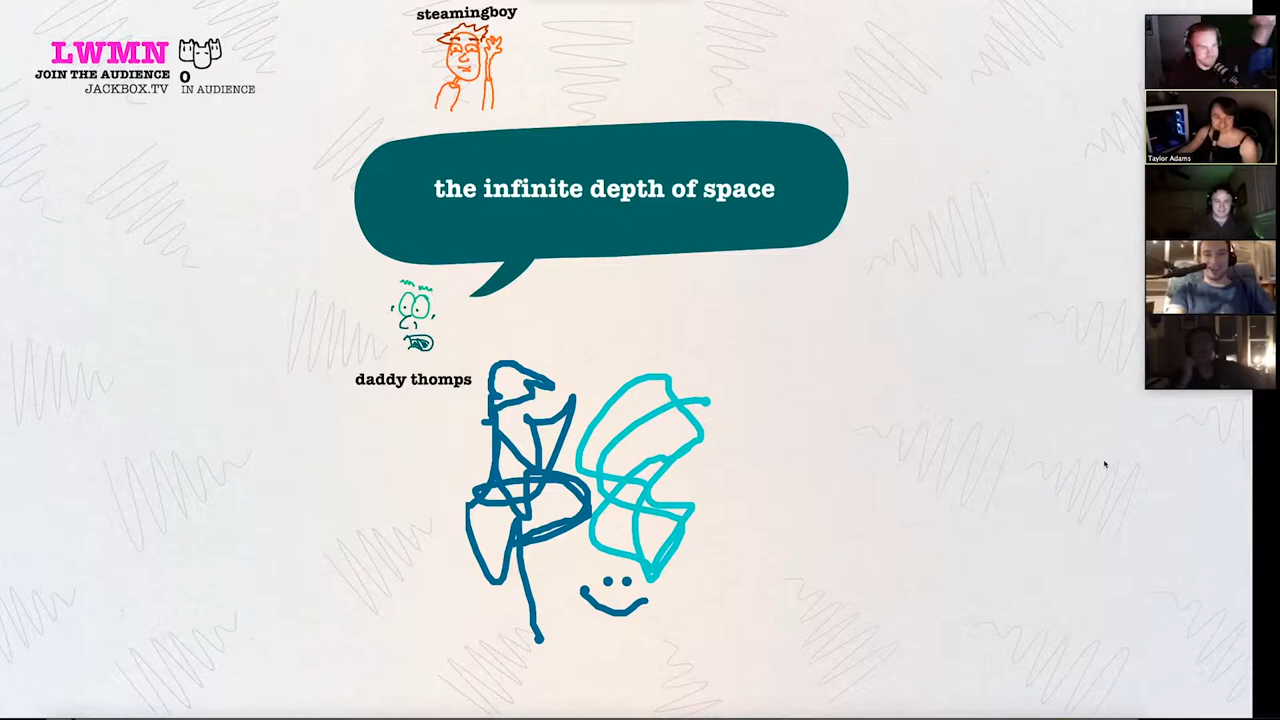 steamingboy
LWMN
JOIN THE AUDIENCE
JACKBOX.TV
0
IN AUDIENCE
the infinite depth of space
daddy thomps
Taylor Adams